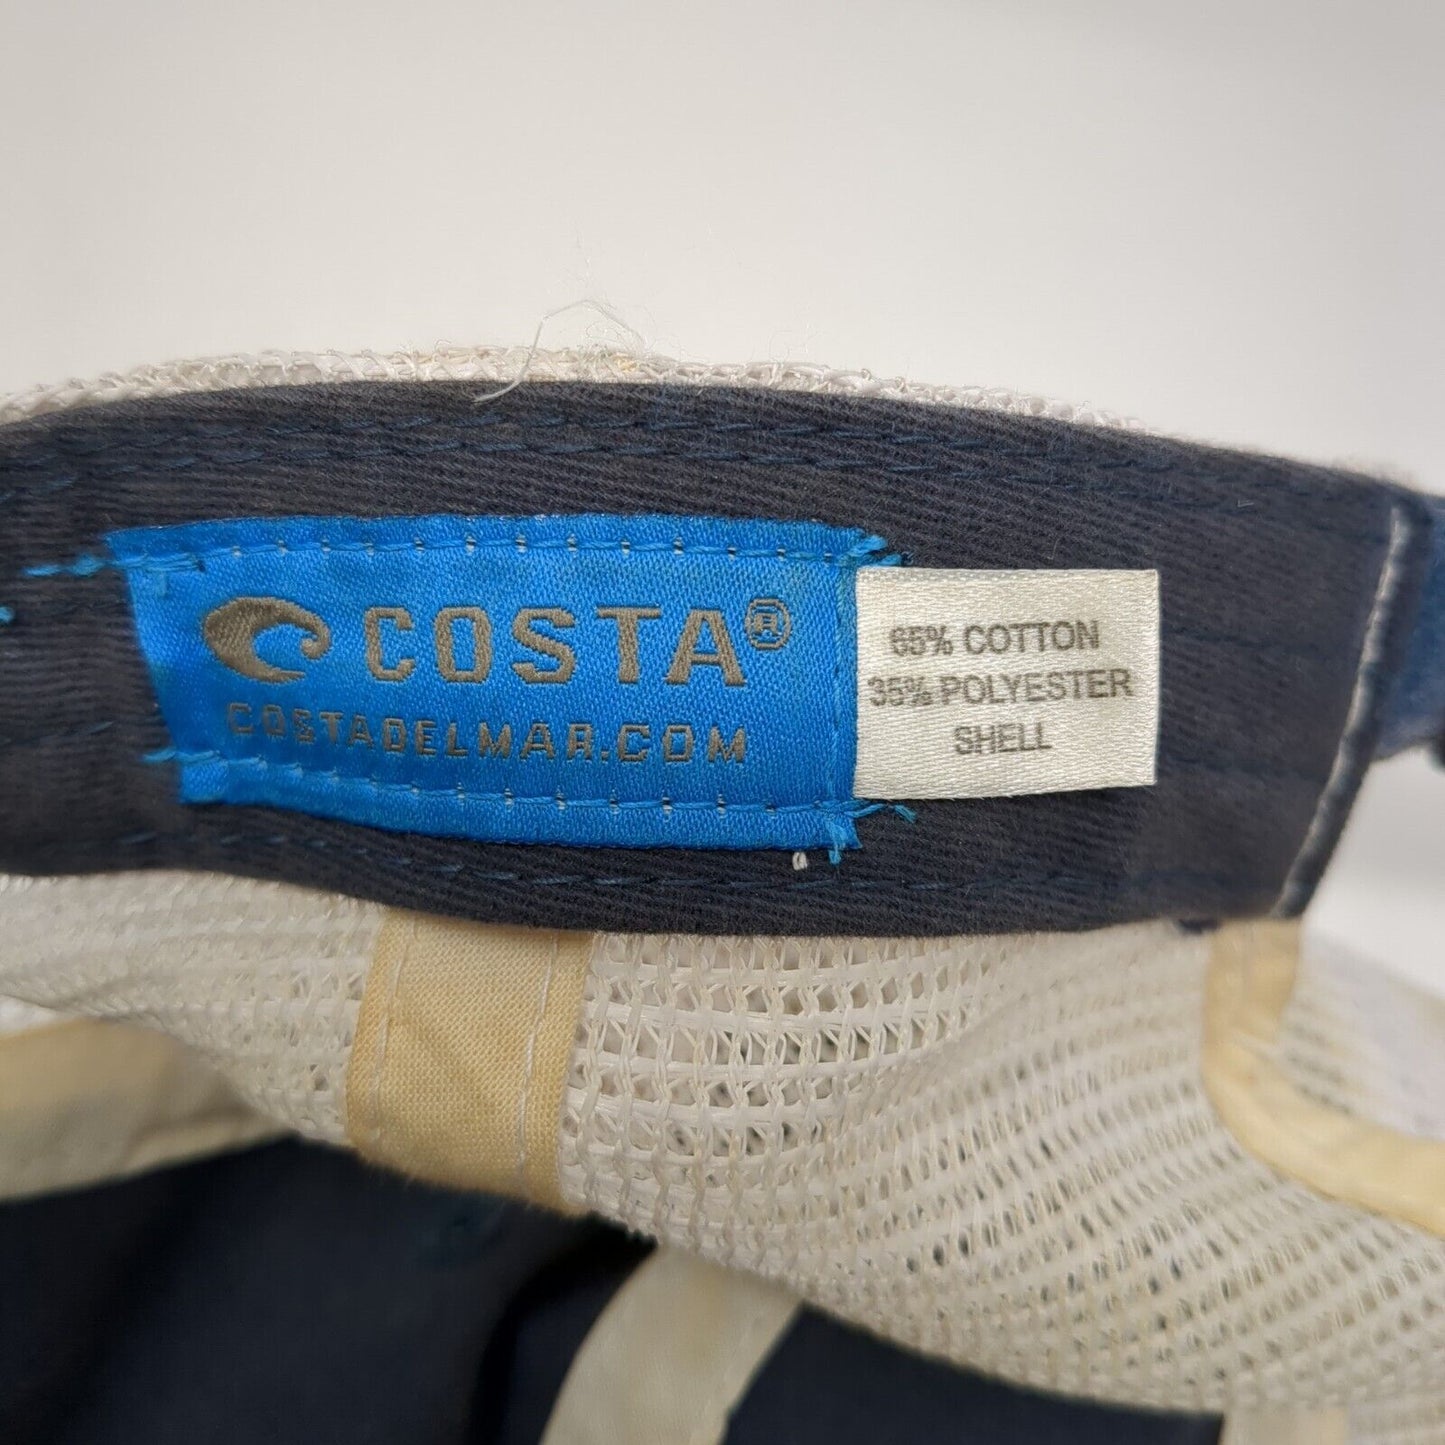 COSTA®
COSTADELMAR.COM
65% COTTON
35% POLYESTER
SHELL